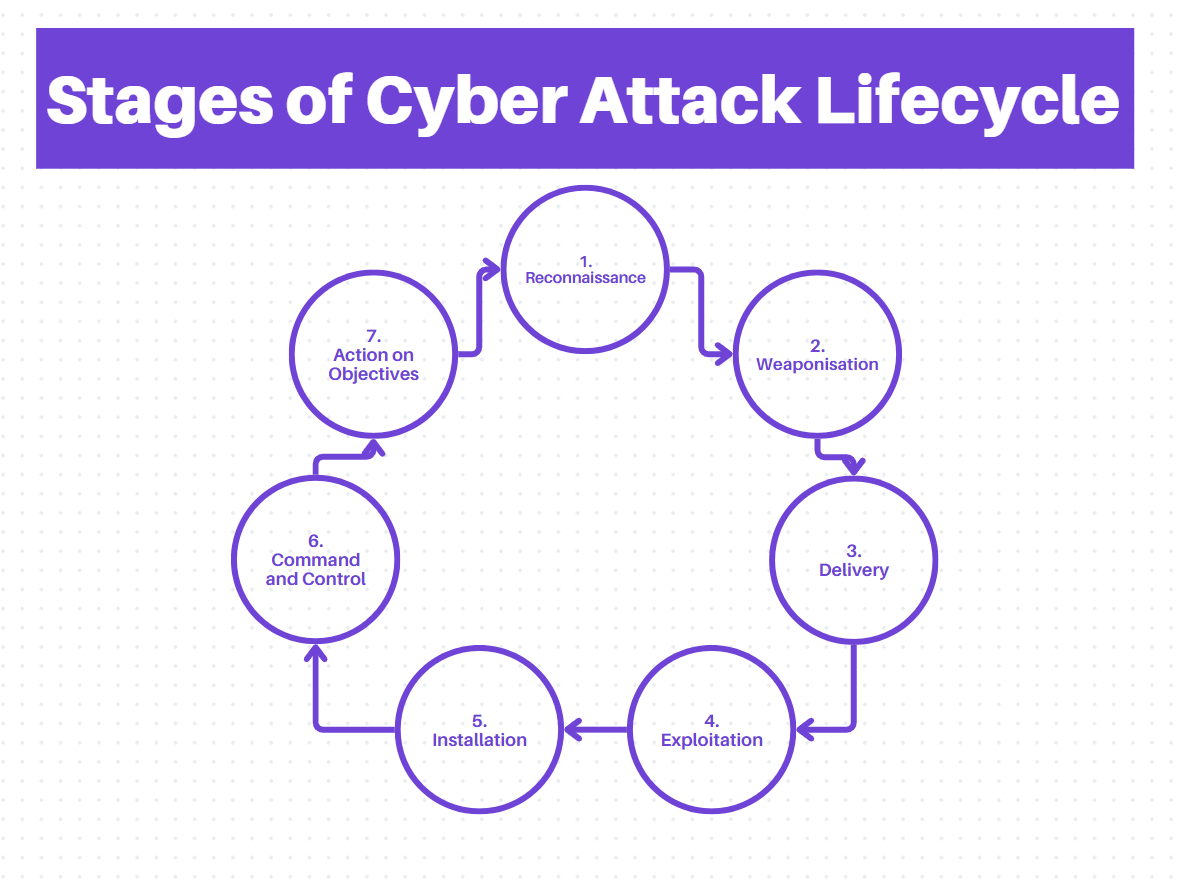 Stages of Cyber Attack Lifecycle
1.
Reconnaissance
2.
Weaponisation
3.
Delivery
4.
Exploitation
5.
Installation
6.
Command
and Control
7.
Action on
Objectives